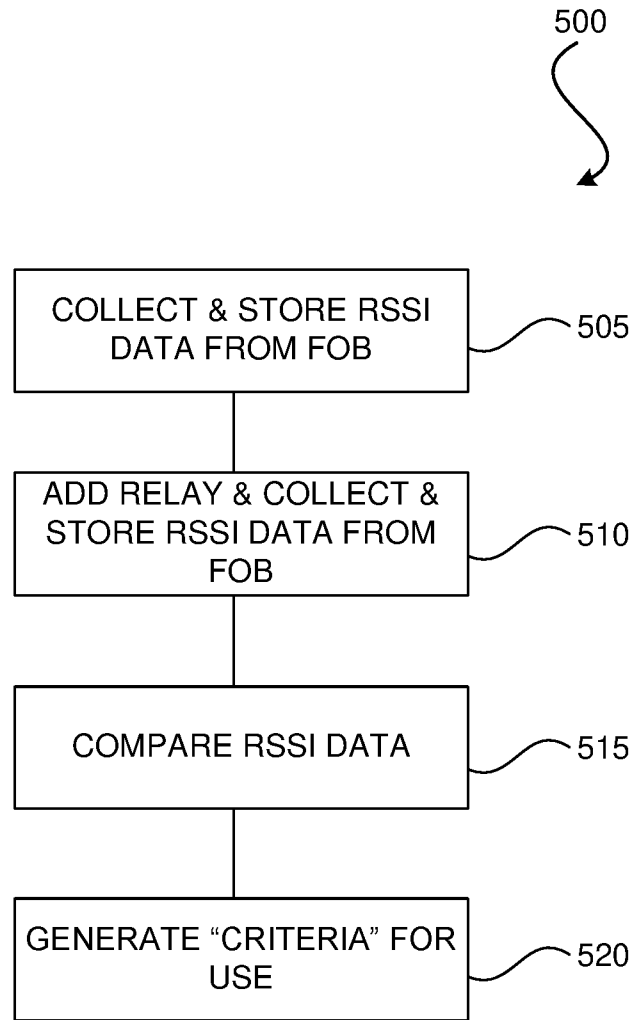 500
COLLECT & STORE RSSI
DATA FROM FOB
505
ADD RELAY & COLLECT &
STORE RSSI DATA FROM
FOB
510
COMPARE RSSI DATA
515
GENERATE “CRITERIA” FOR
USE
520